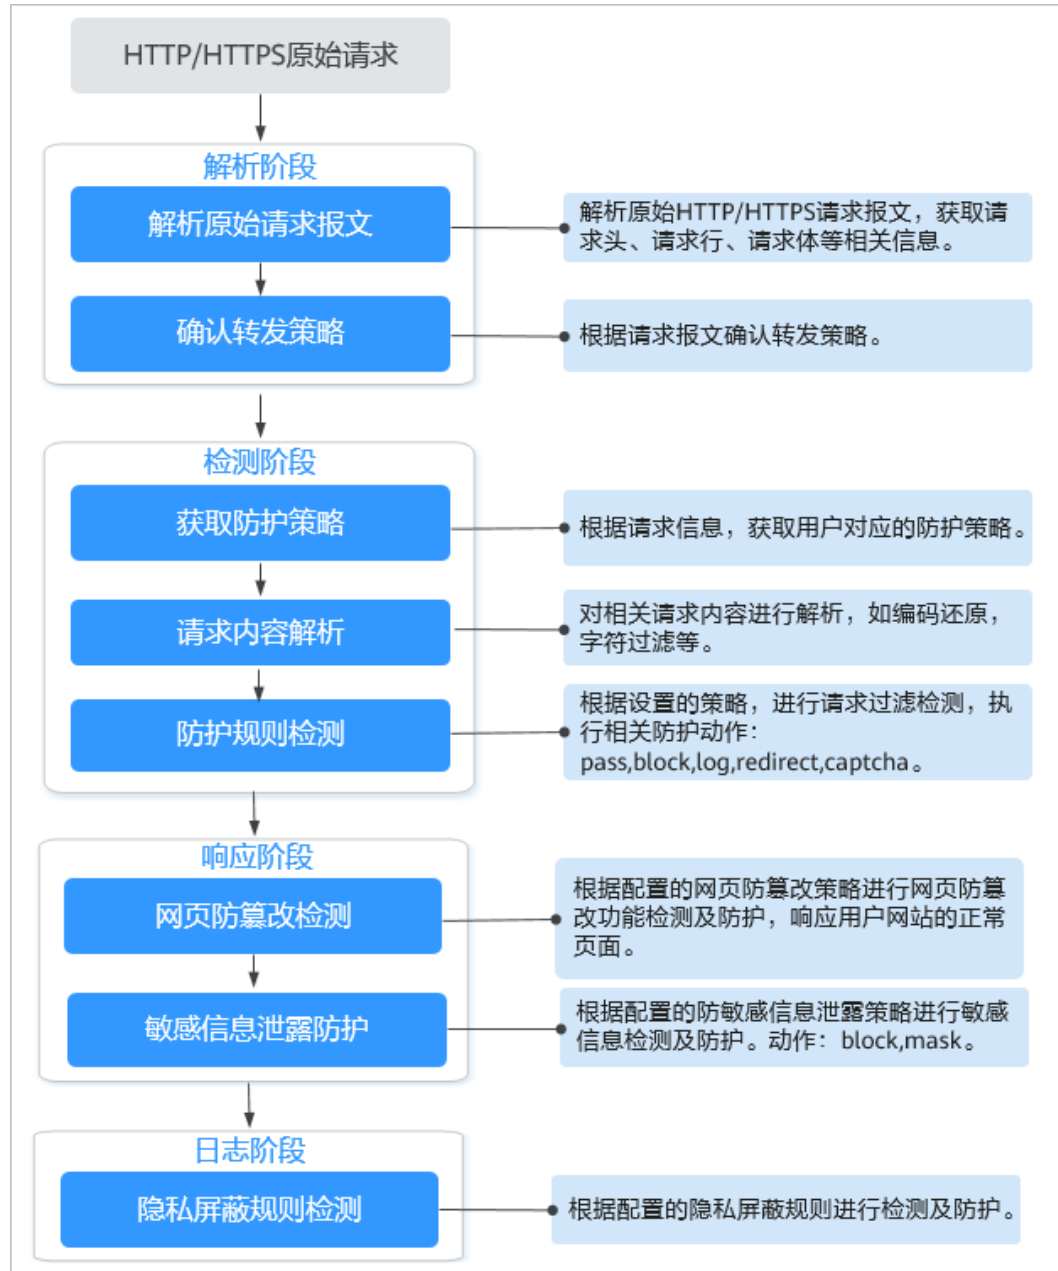 HTTP/HTTPS原始请求
解析阶段
解析原始请求报文
解析原始HTTP/HTTPS请求报文，获取请
求头、请求行、请求体等相关信息。
确认转发策略
根据请求报文确认转发策略。
检测阶段
获取防护策略
根据请求信息，获取用户对应的防护策略。
请求内容解析
对相关请求内容进行解析，如编码还原，
字符过滤等。
防护规则检测
根据设置的策略，进行请求过滤检测，执
行相关防护动作：
pass,block,log,redirect,captcha。
响应阶段
网页防篡改检测
根据配置的网页防篡改策略进行网页防篡
改功能检测及防护，响应用户网站的正常
页面。
敏感信息泄露防护
根据配置的防敏感信息泄露策略进行敏感
信息检测及防护。动作：block,mask。
日志阶段
隐私屏蔽规则检测
根据配置的隐私屏蔽规则进行检测及防护。